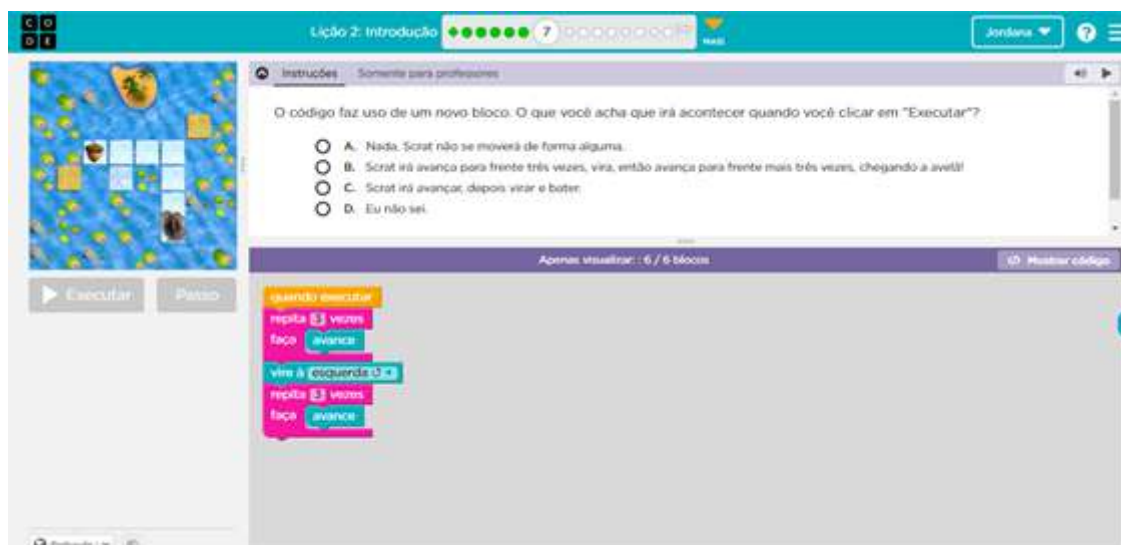 C O
D E
Lição 2: Introdução
7
MAIS
Jordana
?
Instruções Somente para professores
O código faz uso de um novo bloco. O que você acha que irá acontecer quando você clicar em "Executar"?
A. Nada. Scrat não se moverá de forma alguma.
B. Scrat irá avança para frente três vezes, vira, então avança para frente mais três vezes, chegando a avelã!
C. Scrat irá avançar, depois virar e bater.
D. Eu não sei.
Apenas visualizar: : 6 / 6 blocos
Mostrar código
Executar Passo
quando executar
repita 3 vezes
faça avance
vire à esquerda
repita 3 vezes
faça avance